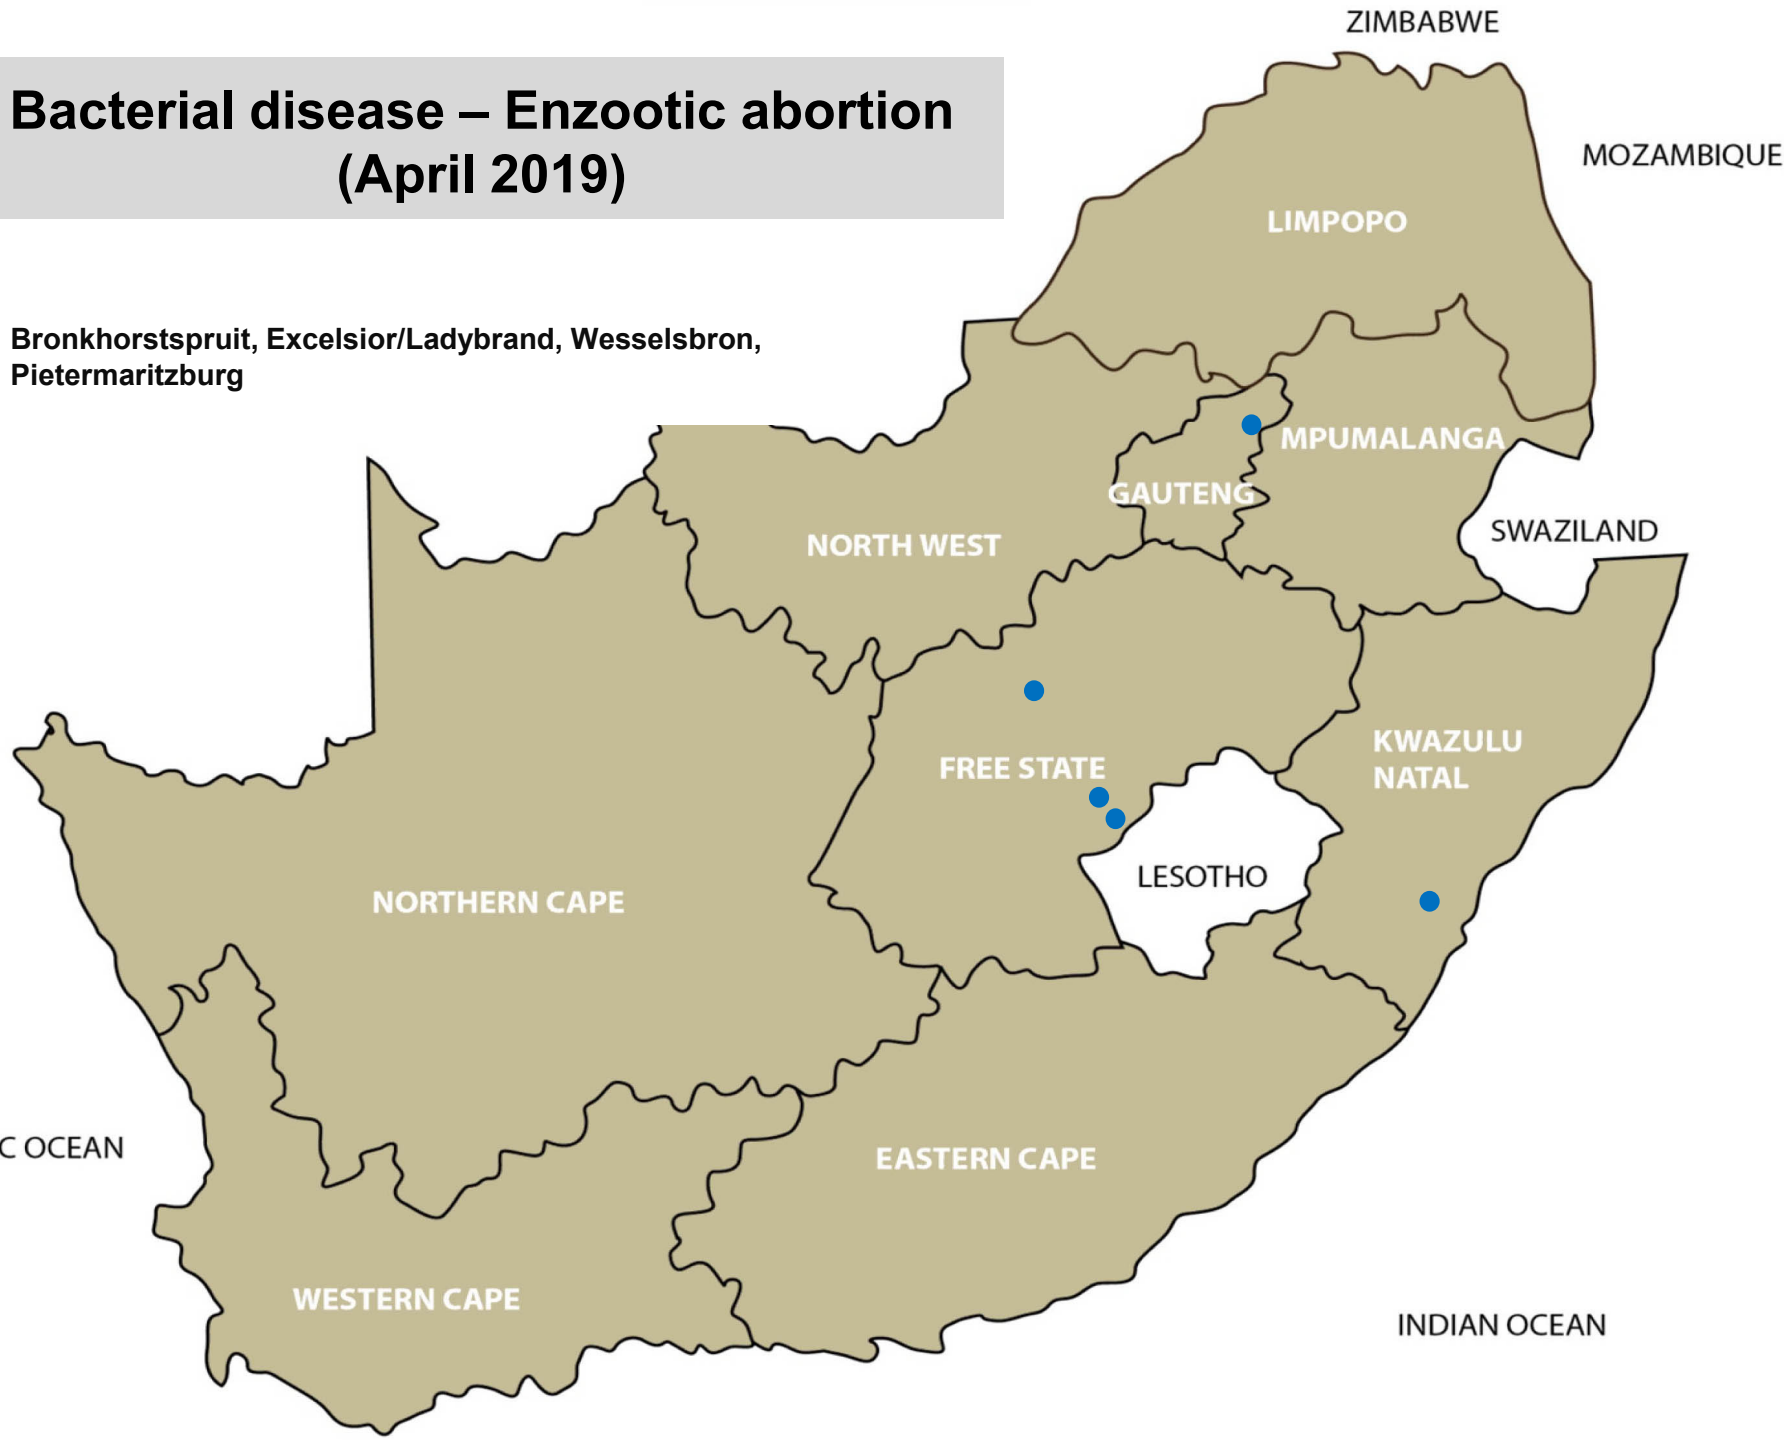 ZIMBABWE
Bacterial disease – Enzootic abortion
(April 2019)
MOZAMBIQUE
LIMPOPO
Bronkhorstspruit, Excelsior/Ladybrand, Wesselsbron,
Pietermaritzburg
MPUMALANGA
GAUTENG
SWAZILAND
NORTH WEST
KWAZULU
NATAL
FREE STATE
LESOTHO
NORTHERN CAPE
C OCEAN
EASTERN CAPE
WESTERN CAPE
INDIAN OCEAN